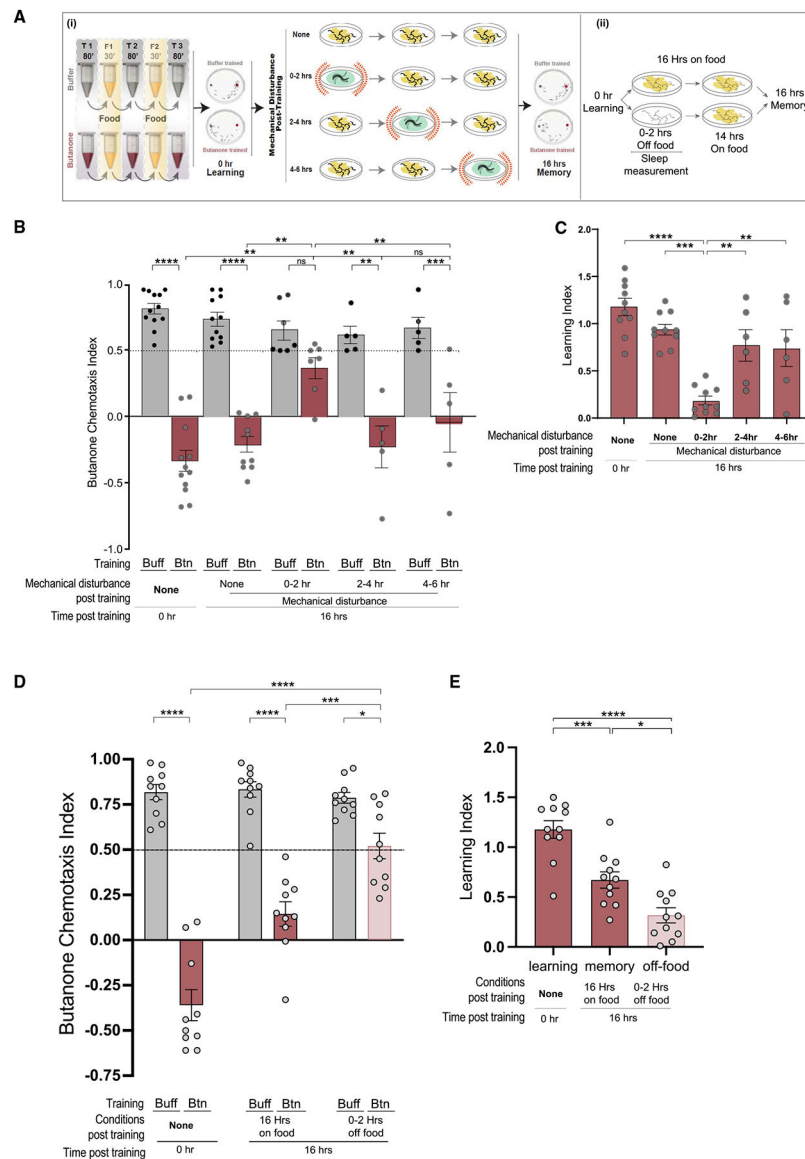 A
(i)
T 1 F1 T 2 F2 T 3
80' 30' 80' 30' 80'
Buffer
Food Food
Butanone
Buffer trained
Butanone trained
0 hr
Learning
Mechanical Disturbance
Post-Training
None
0-2 hrs
2-4 hrs
4-6 hrs
Buffer trained
Butanone trained
16 hrs
Memory
(ii)
16 Hrs on food
0 hr
Learning
16 hrs
Memory
0-2 hrs
Off food
Sleep
measurement
14 hrs
On food
B
** **
** ** ns
**** **** ns ** ***
Butanone Chemotaxis Index
1.0
0.5
0.0
-0.5
-1.0
Training Buff Btn Buff Btn Buff Btn Buff Btn Buff Btn
Mechanical disturbance
post training
None None 0-2 hr 2-4 hr 4-6 hr
Mechanical disturbance
Time post training 0 hr 16 hrs
C
**** **
*** **
Learning Index
2.0
1.5
1.0
0.5
0.0
Mechanical disturbance
post training
None None 0-2hr 2-4hr 4-6hr
Mechanical disturbance
Time post training 0 hr 16 hrs
D
****
***
**** **** *
Butanone Chemotaxis Index
1.00
0.75
0.50
0.25
0.00
-0.25
-0.50
-0.75
Training Buff Btn Buff Btn Buff Btn
Conditions
post training
None
16 Hrs
on food
0-2 Hrs
off food
Time post training 0 hr 16 hrs
E
****
*** *
Learning Index
2.0
1.5
1.0
0.5
0.0
learning memory off-food
Conditions
post training
None
16 Hrs
on food
0-2 Hrs
off food
Time post training 0 hr 16 hrs